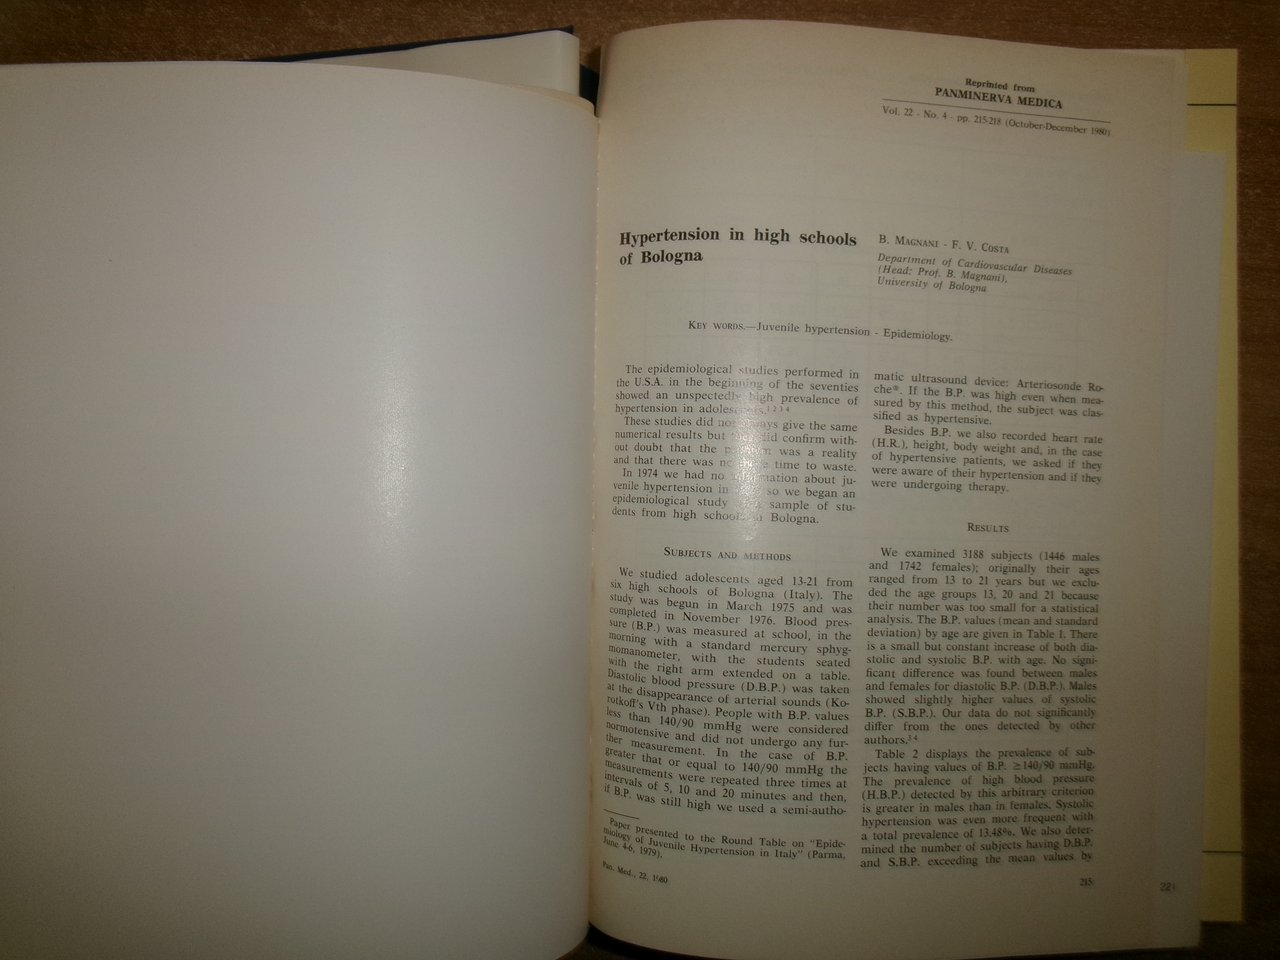 Reprinted from
PANMINERVA MEDICA
Vol. 22 - No. 4 - pp. 215-218 (October-December 1980)
Hypertension in high schools
of Bologna
B. MAGNANI - F. V. COSTA
Department of Cardiovascular Diseases
(Head: Prof. B. Magnani),
University of Bologna
KEY WORDS.—Juvenile hypertension - Epidemiology.
The epidemiological studies performed in
the U.S.A. in the beginning of the seventies
showed an unspectedly high prevalence of
hypertension in adolescents.1 2 3 4
These studies did not always give the same
numerical results but did confirm with-
out doubt that the was a reality
and that there was time to waste.
In 1974 we had no information about ju-
venile hypertension in so we began an
epidemiological study sample of stu-
dents from high schools in Bologna.
SUBJECTS AND METHODS
We studied adolescents aged 13-21 from
six high schools of Bologna (Italy). The
study was begun in March 1975 and was
completed in November 1976. Blood pres-
sure (B.P.) was measured at school, in the
morning with a standard mercury sphyg-
momanometer, with the students seated
with the right arm extended on a table.
Diastolic blood pressure (D.B.P.) was taken
at the disappearance of arterial sounds (Ko-
rotkoff's Vth phase). People with B.P. values
less than 140/90 mmHg were considered
normotensive and did not undergo any fur-
ther measurement. In the case of B.P.
greater that or equal to 140/90 mmHg the
measurements were repeated three times at
intervals of 5, 10 and 20 minutes and then,
if B.P. was still high we used a semi-autho-
Paper presented to the Round Table on "Epide-
miology of Juvenile Hypertension in Italy" (Parma,
June 4-6, 1979).
Pan. Med., 22, 1980
matic ultrasound device: Arteriosonde Ro-
che®. If the B.P. was high even when mea-
sured by this method, the subject was clas-
sified as hypertensive.
Besides B.P. we also recorded heart rate
(H.R.), height, body weight and, in the case
of hypertensive patients, we asked if they
were aware of their hypertension and if they
were undergoing therapy.
RESULTS
We examined 3188 subjects (1446 males
and 1742 females); originally their ages
ranged from 13 to 21 years but we exclu-
ded the age groups 13, 20 and 21 because
their number was too small for a statistical
analysis. The B.P. values (mean and standard
deviation) by age are given in Table 1. There
is a small but constant increase of both dia-
stolic and systolic B.P. with age. No signi-
ficant difference was found between males
and females for diastolic B.P. (D.B.P.). Males
showed slightly higher values of systolic
B.P. (S.B.P.). Our data do not significantly
differ from the ones detected by other
authors.3 4
Table 2 displays the prevalence of sub-
jects having values of B.P. ≥140/90 mmHg.
The prevalence of high blood pressure
(H.B.P.) detected by this arbitrary criterion
is greater in males than in females. Systolic
hypertension was even more frequent with
a total prevalence of 13.48%. We also deter-
mined the number of subjects having D.B.P.
and S.B.P. exceeding the mean values by
215
221